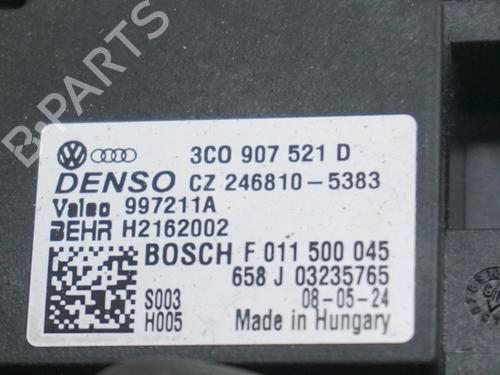 B-PARTS
3C0 907 521 D
DENSO CZ 246810-5383
Valeo 997211A
BEHR H2162002
BOSCH F 011 500 045
658 J 03235765
S003 08-05-24
H005 Made in Hungary